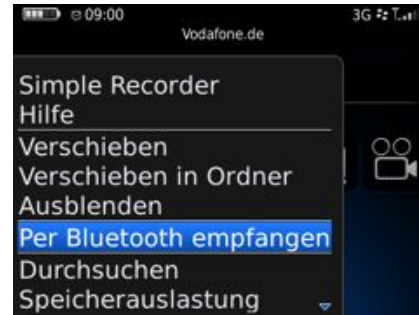 09:00
3G
Vodafone.de
Simple Recorder
Hilfe
Verschieben
Verschieben in Ordner
Ausblenden
Per Bluetooth empfangen
Durchsuchen
Speicherauslastung